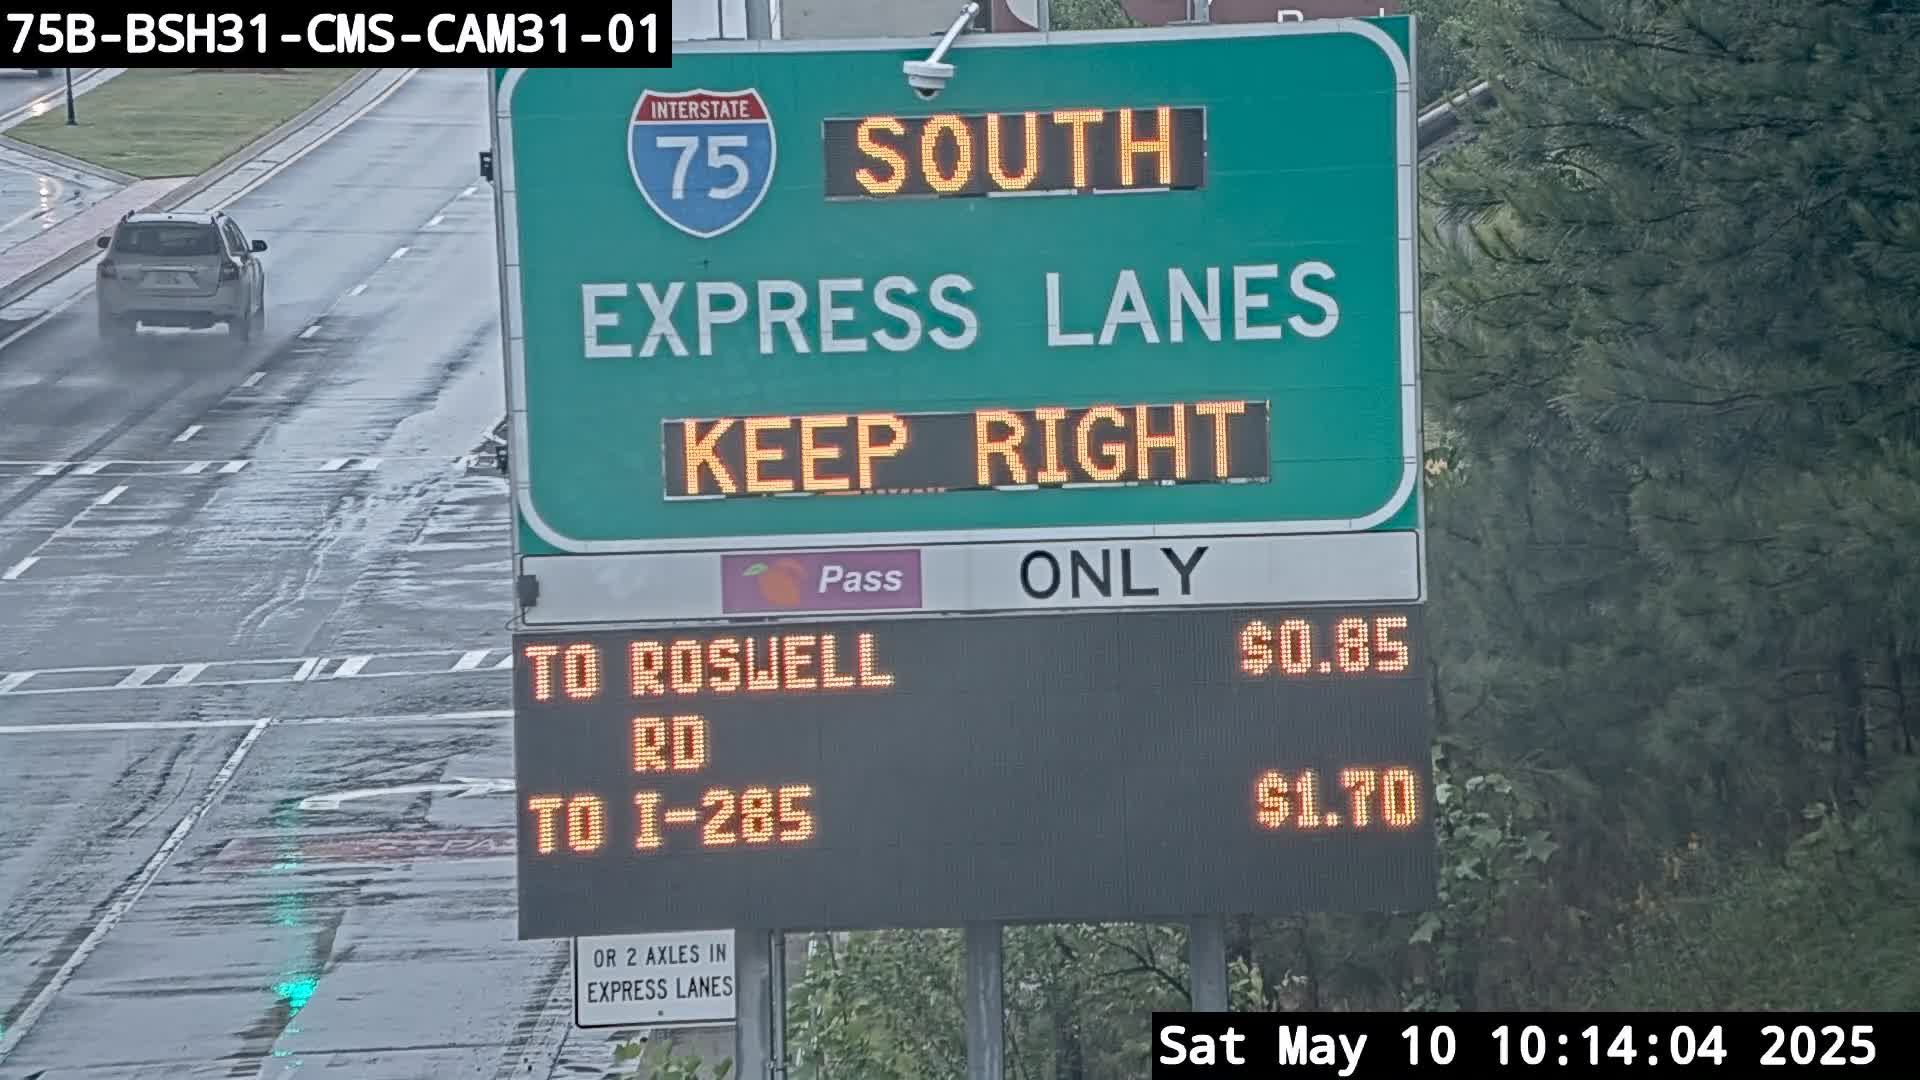 75B-BSH31-CMS-CAM31-01
INTERSTATE
75
SOUTH
EXPRESS LANES
KEEP RIGHT
Pass ONLY
TO ROSWELL $0.85
RD
TO I-285 $1.70
OR 2 AXLES IN
EXPRESS LANES
Sat May 10 10:14:04 2025